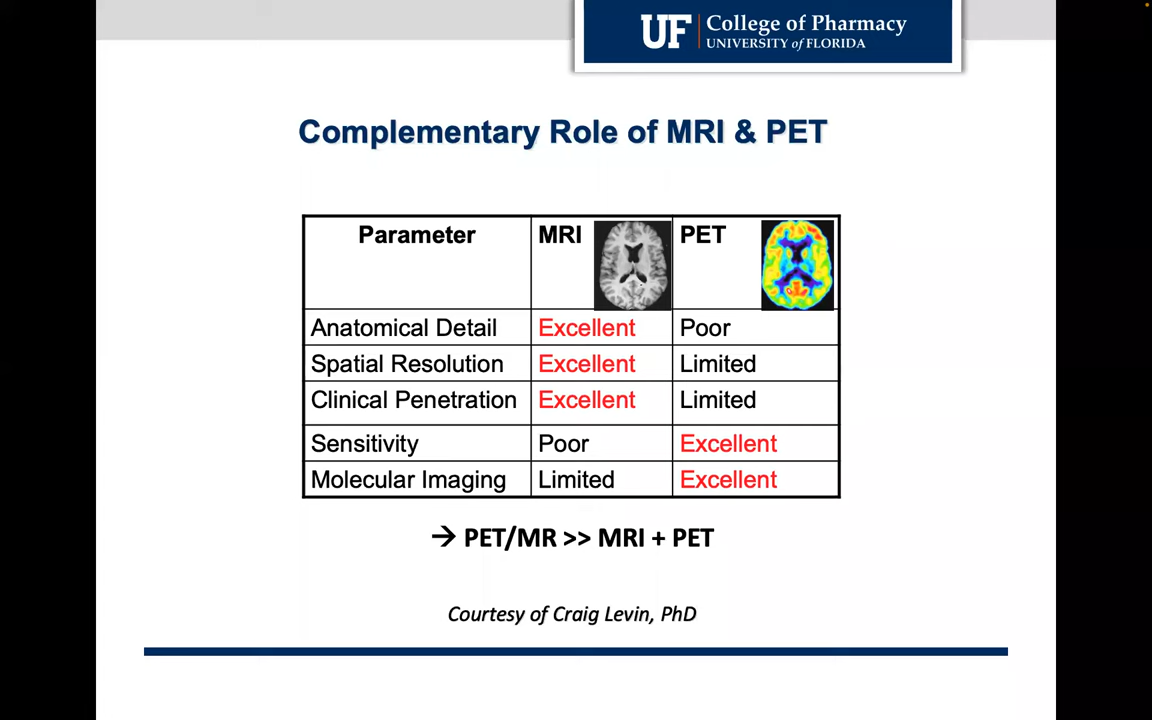 UF College of Pharmacy
UNIVERSITY of FLORIDA
Complementary Role of MRI & PET
Parameter MRI PET
Anatomical Detail Excellent Poor
Spatial Resolution Excellent Limited
Clinical Penetration Excellent Limited
Sensitivity Poor Excellent
Molecular Imaging Limited Excellent
→ PET/MR >> MRI + PET
Courtesy of Craig Levin, PhD